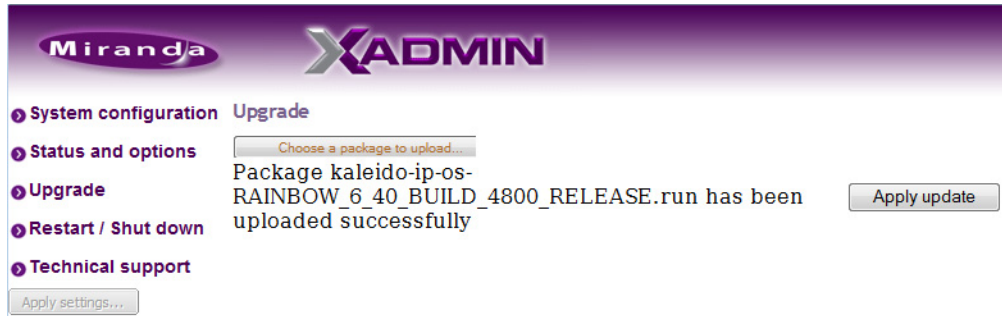 Miranda
XADMIN
System configuration
Status and options
Upgrade
Restart / Shut down
Technical support
Apply settings...
Upgrade
Choose a package to upload...
Package kaleido-ip-os-
RAINBOW_6_40_BUILD_4800_RELEASE.run has been
uploaded successfully
Apply update